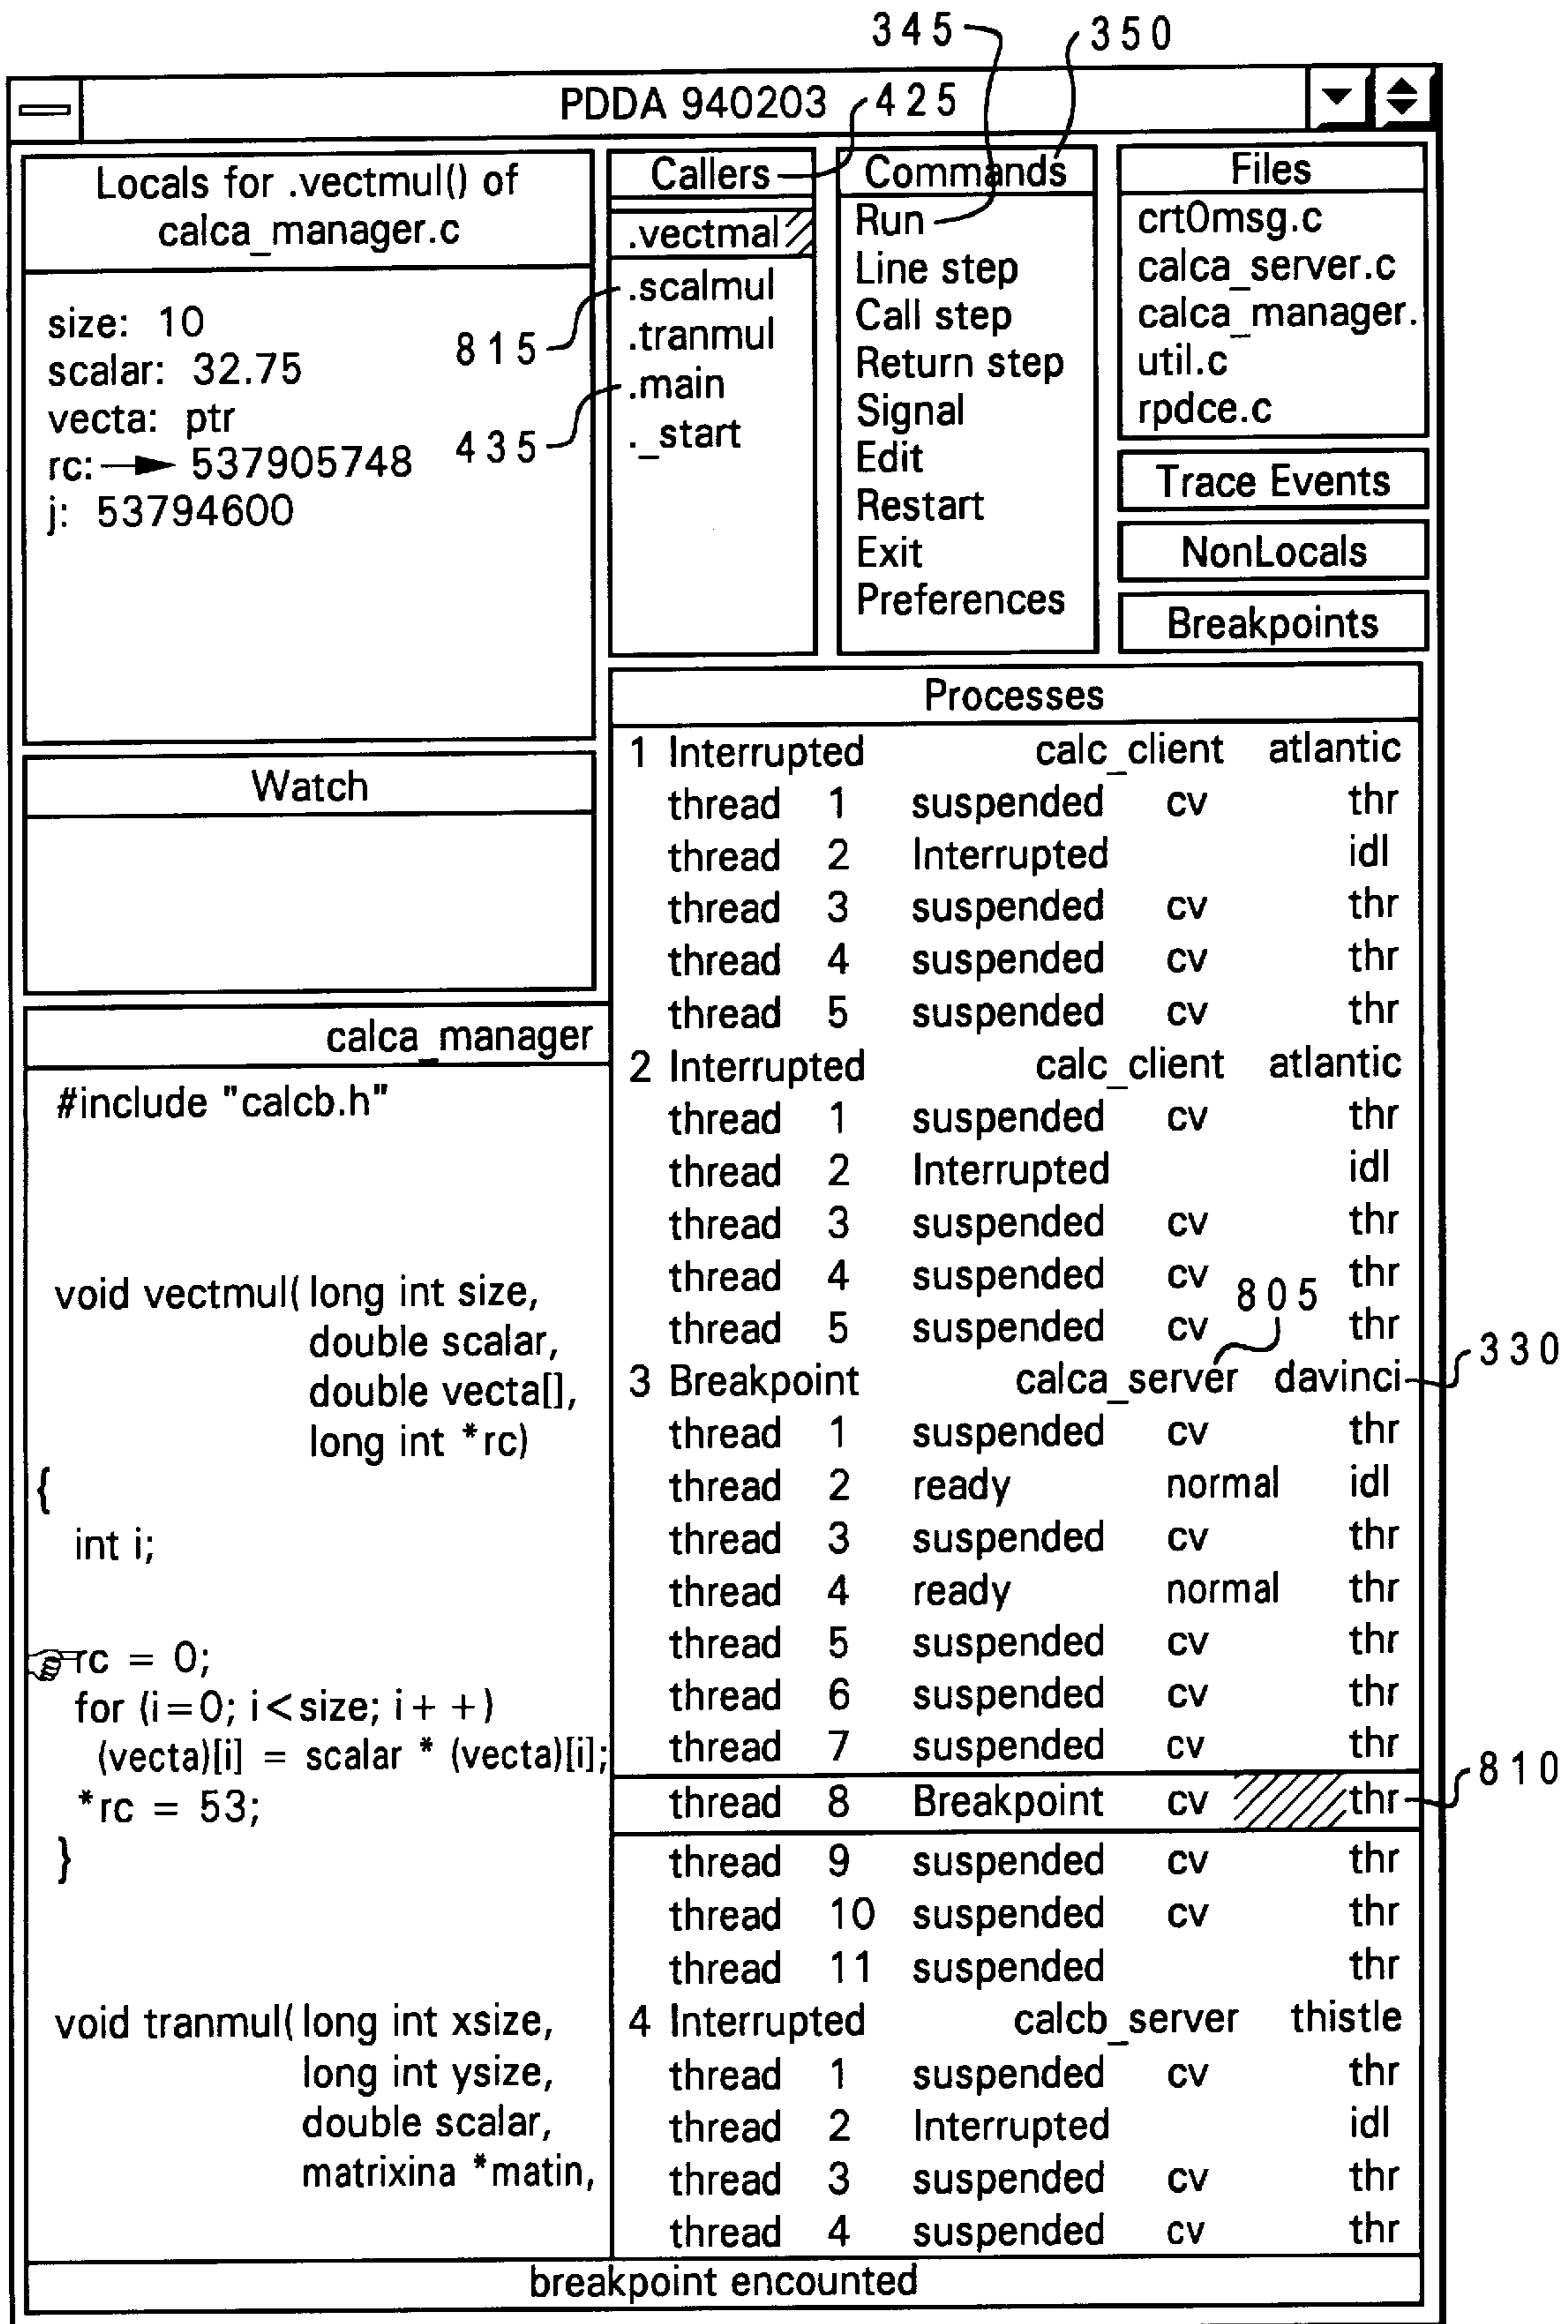 345
350
PDDA 940203
425
Locals for .vectmul() of
calca_manager.c
size: 10
scalar: 32.75
vecta: ptr
rc: 537905748
j: 53794600
815
435
Callers
.vectmal
.scalmul
.tranmul
.main
._start
Commands
Run
Line step
Call step
Return step
Signal
Edit
Restart
Exit
Preferences
Files
crt0msg.c
calca_server.c
calca_manager.
util.c
rpdce.c
Trace Events
NonLocals
Breakpoints
Watch
calca_manager
#include "calcb.h"
void vectmul( long int size,
double scalar,
double vecta[],
long int *rc)
{
int i;
rc = 0;
for (i=0; i<size; i++)
(vecta)[i] = scalar * (vecta)[i];
*rc = 53;
}
void tranmul( long int xsize,
long int ysize,
double scalar,
matrixina *matin,
Processes
1 Interrupted calc_client atlantic
thread 1 suspended cv thr
thread 2 Interrupted idl
thread 3 suspended cv thr
thread 4 suspended cv thr
thread 5 suspended cv thr
2 Interrupted calc_client atlantic
thread 1 suspended cv thr
thread 2 Interrupted idl
thread 3 suspended cv thr
thread 4 suspended cv thr
805
thread 5 suspended cv thr
3 Breakpoint calca_server davinci
330
thread 1 suspended cv thr
thread 2 ready normal idl
thread 3 suspended cv thr
thread 4 ready normal thr
thread 5 suspended cv thr
thread 6 suspended cv thr
thread 7 suspended cv thr
thread 8 Breakpoint cv thr
810
thread 9 suspended cv thr
thread 10 suspended cv thr
thread 11 suspended thr
4 Interrupted calcb_server thistle
thread 1 suspended cv thr
thread 2 Interrupted idl
thread 3 suspended cv thr
thread 4 suspended cv thr
breakpoint encounted